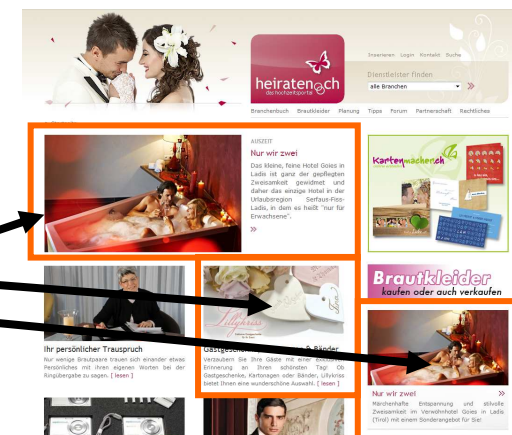 Inserieren Login Kontakt Suche
heiraten@ch
das hochzeitsportal
Dienstleister finden
alle Branchen
Branchenbuch Brautkleider Planung Tipps Forum Partnerschaft Rechtliches
AUSZEIT
Nur wir zwei
Das kleine, feine Hotel Goies in
Ladis ist ganz der gepflegten
Zweisamkeit gewidmet und
daher das einzige Hotel in der
Urlaubsregion Serfaus-Fiss-
Ladis, in dem es heißt "nur für
Erwachsene".
Kartenmacher.ch
Brautkleider
kaufen oder auch verkaufen
Lillykriss
Ihr persönlicher Trauspruch
Nur wenige Brautpaare trauen sich einander etwas
Persönliches mit ihren eigenen Worten bei der
Ringübergabe zu sagen. [ lesen ]
Gastgeschenke & Bänder
Verzaubern Sie Ihre Gäste mit einer exklusiven
Erinnerung an Ihren schönsten Tag! Ob
Gastgeschenke, Kartonagen oder Bänder, Lillykriss
bietet Ihnen eine wunderschöne Auswahl. [ lesen ]
Nur wir zwei
Märchenhafte Entspannung und stilvolle
Zweisamkeit im Verwöhnhotel Goies in Ladis
(Tirol) mit einem Sonderangebot für Sie!